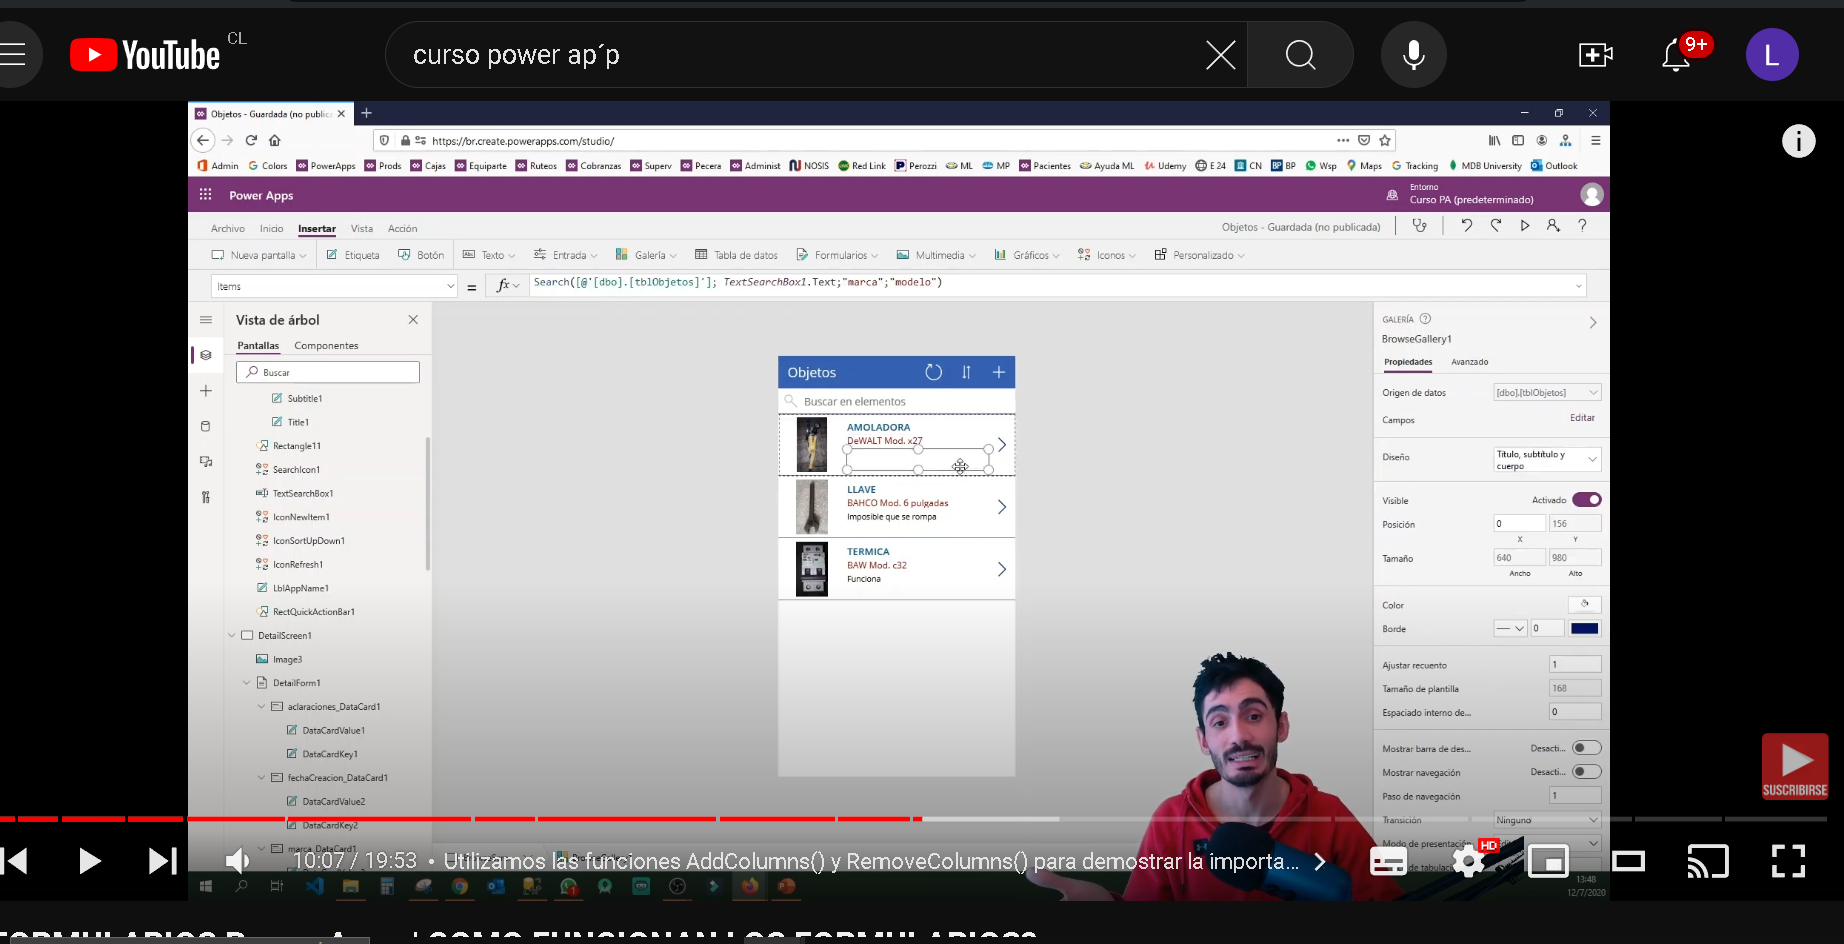 YouTube CL
curso power ap´p
9+
L
Objetos - Guardada (no publica
https://br.create.powerapps.com/studio/
Admin Colors PowerApps Prods Cajas Equiparte Ruteos Cobranzas Superv Pecera Administ NOSIS Red Link Perozzi ML MP Pacientes Ayuda ML Udemy E 24 CN BP BP Wsp Maps Tracking MDB University Outlook
Power Apps
Entorno
Curso PA (predeterminado)
Archivo Inicio Insertar Vista Acción
Objetos - Guardada (no publicada)
Nueva pantalla Etiqueta Botón Texto Entrada Galería Tabla de datos Formularios Multimedia Gráficos Iconos Personalizado
Items = fx Search([@'[dbo].[tblObjetos]']; TextSearchBox1.Text;"marca";"modelo")
Vista de árbol
Pantallas Componentes
Buscar
Subtitle1
Title1
Rectangle11
SearchIcon1
TextSearchBox1
IconNewItem1
IconSortUpDown1
IconRefresh1
LblAppName1
RectQuickActionBar1
DetailScreen1
Image3
DetailForm1
aclaraciones_DataCard1
DataCardValue1
DataCardKey1
fechaCreacion_DataCard1
DataCardValue2
DataCardKey2
marca_DataCard1
Objetos
Buscar en elementos
AMOLADORA
DeWALT Mod. x27
LLAVE
BAHCO Mod. 6 pulgadas
Imposible que se rompa
TERMICA
BAW Mod. c32
Funciona
GALERÍA
BrowseGallery1
Propiedades Avanzado
Origen de datos [dbo].[tblObjetos]
Campos Editar
Diseño Título, subtítulo y
cuerpo
Visible Activado
Posición 0 156
X Y
Tamaño 640 980
Ancho Alto
Color
Borde 0
Ajustar recuento 1
Tamaño de plantilla 168
Espaciado interno de... 0
Mostrar barra de des... Desacti...
Mostrar navegación Desacti...
Paso de navegación 1
Transición Ninguno
Modo de presentación
SUSCRIBIRSE
10:07 / 19:53 • Utilizamos las funciones AddColumns() y RemoveColumns() para demostrar la importa...
HD
13:48
12/7/2020